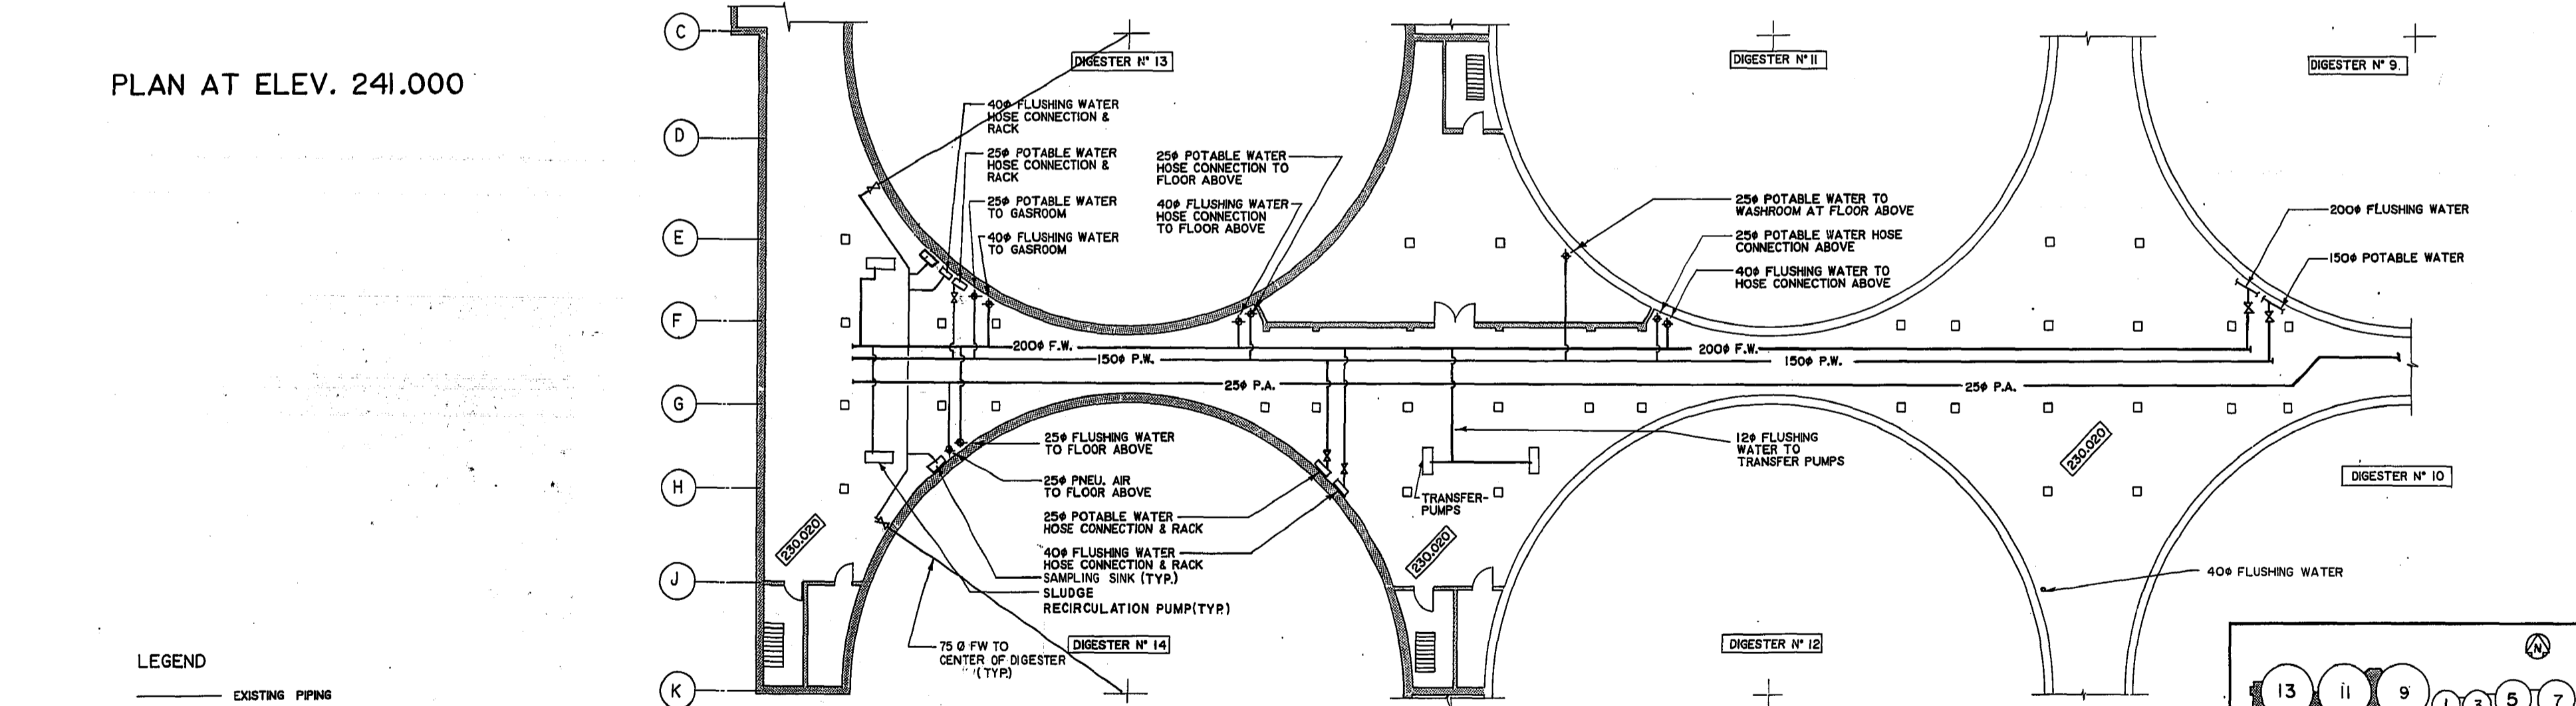 PLAN AT ELEV. 241.000
LEGEND
EXISTING PIPING
C
D
E
F
G
H
J
K
DIGESTER Nº 13
DIGESTER Nº 11
DIGESTER Nº 9.
40ϕ FLUSHING WATER
HOSE CONNECTION &
RACK
25ϕ POTABLE WATER
HOSE CONNECTION &
RACK
25ϕ POTABLE WATER
TO GASROOM
40ϕ FLUSHING WATER
TO GASROOM
25ϕ POTABLE WATER
HOSE CONNECTION TO
FLOOR ABOVE
40ϕ FLUSHING WATER
HOSE CONNECTION
TO FLOOR ABOVE
25ϕ POTABLE WATER TO
WASHROOM AT FLOOR ABOVE
25ϕ POTABLE WATER HOSE
CONNECTION ABOVE
40ϕ FLUSHING WATER TO
HOSE CONNECTION ABOVE
200ϕ FLUSHING WATER
150ϕ POTABLE WATER
200ϕ F.W.
150ϕ P.W.
25ϕ P.A.
200ϕ F.W.
150ϕ P.W.
25ϕ P.A.
25ϕ FLUSHING WATER
TO FLOOR ABOVE
25ϕ PNEU. AIR
TO FLOOR ABOVE
25ϕ POTABLE WATER
HOSE CONNECTION & RACK
40ϕ FLUSHING WATER
HOSE CONNECTION & RACK
SAMPLING SINK (TYP.)
SLUDGE
RECIRCULATION PUMP(TYP.)
75 Ø FW TO
CENTER OF DIGESTER
(TYP.)
DIGESTER Nº 14
TRANSFER-
PUMPS
12ϕ FLUSHING
WATER TO
TRANSFER PUMPS
230.020
230.020
230.020
DIGESTER Nº 12
DIGESTER Nº 10
40ϕ FLUSHING WATER
N
13
11
9
1
3
5
7